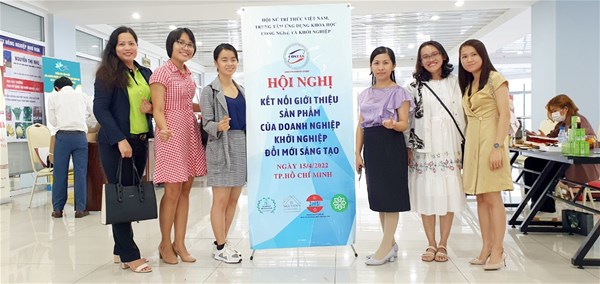 HỘI NỮ TRÍ THỨC VIỆT NAM
TRUNG TÂM ỨNG DỤNG KHOA HỌC
CÔNG NGHỆ VÀ KHỞI NGHIỆP
HỘI NGHỊ
KẾT NỐI GIỚI THIỆU
SẢN PHẨM
CỦA DOANH NGHIỆP
KHỞI NGHIỆP
ĐỔI MỚI SÁNG TẠO
NGÀY 15/4/2022
TP.HỒ CHÍ MINH